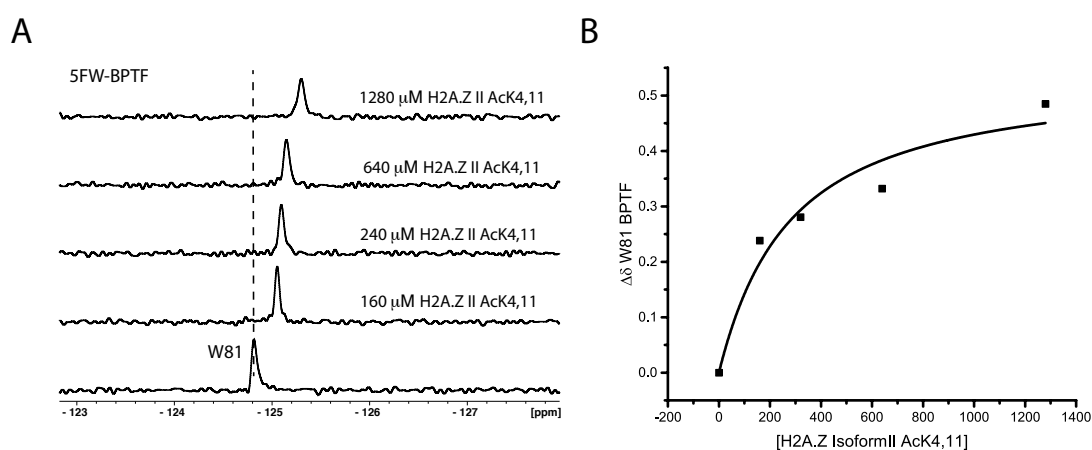 A
5FW-BPTF
1280 μM H2A.Z II AcK4,11
640 μM H2A.Z II AcK4,11
240 μM H2A.Z II AcK4,11
160 μM H2A.Z II AcK4,11
W81
- 123 - 124 - 125 - 126 - 127 [ppm]
B
0.5
0.4
0.3
0.2
0.1
0.0
Δδ W81 BPTF
-200 0 200 400 600 800 1000 1200 1400
[H2A.Z IsoformII AcK4,11]